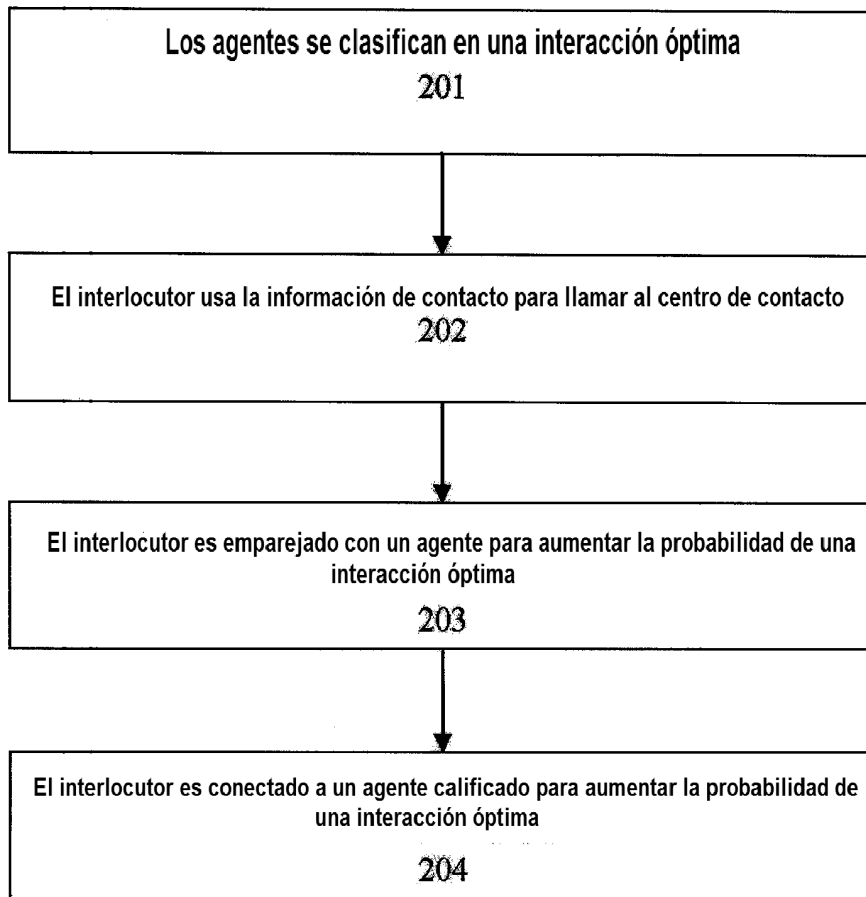 Los agentes se clasifican en una interacción óptima
201
El interlocutor usa la información de contacto para llamar al centro de contacto
202
El interlocutor es emparejado con un agente para aumentar la probabilidad de una
interacción óptima
203
El interlocutor es conectado a un agente calificado para aumentar la probabilidad de
una interacción óptima
204